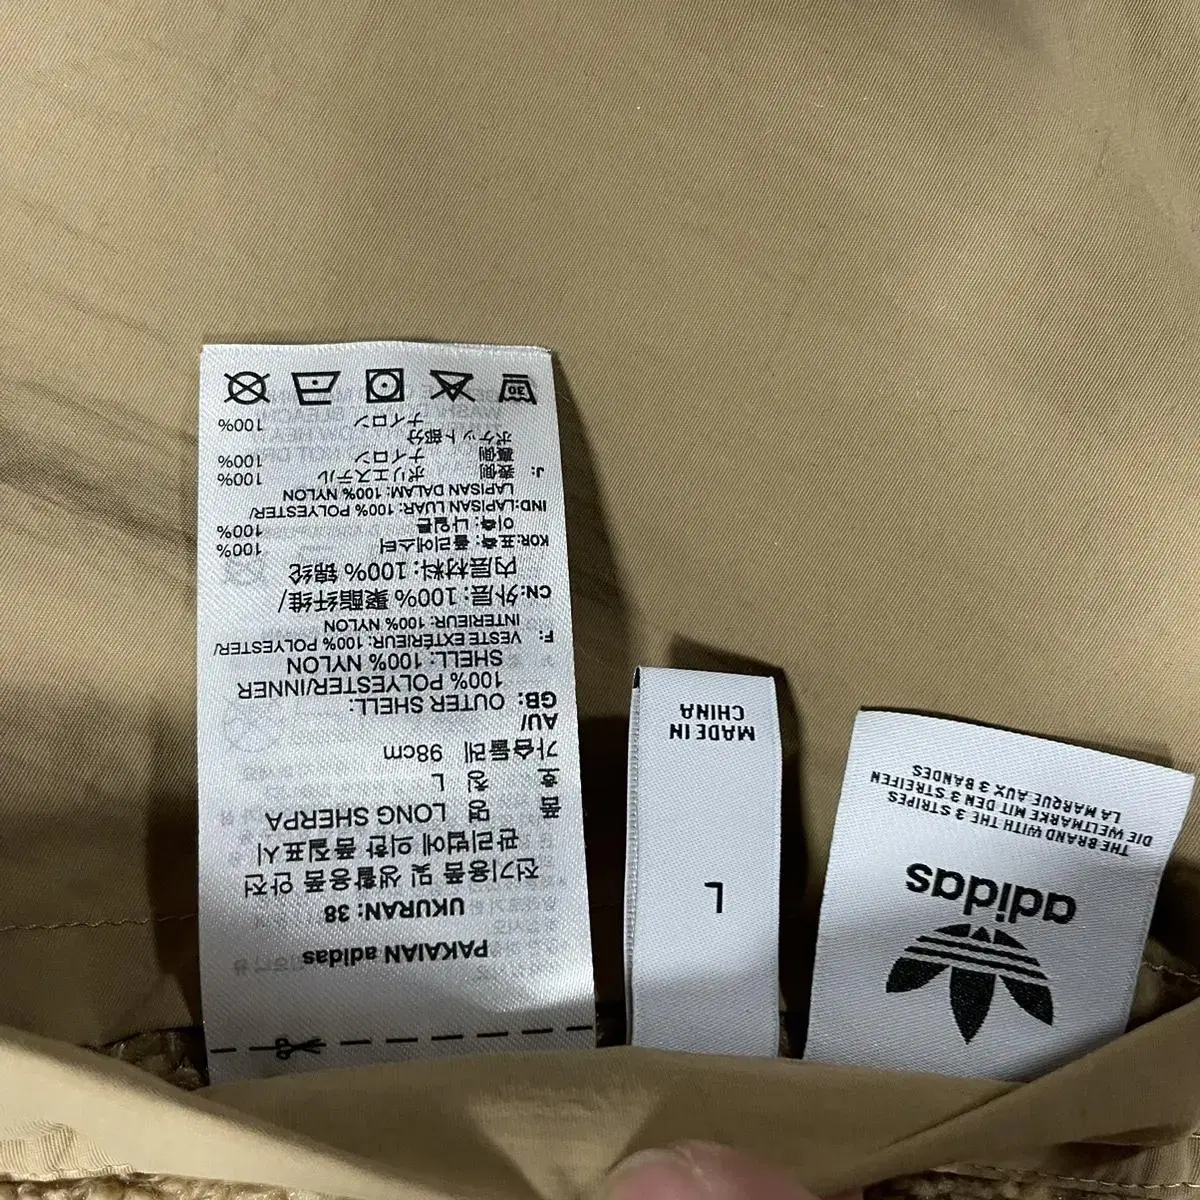 PAKAIAN adidas
UKURAN: 38
전기용품 및 생활용품 안전
관리법에 의한 품질표시
품 명 LONG SHERPA
호 칭 L
가슴둘레 98cm
AU/
GB: OUTER SHELL:
100% POLYESTER/INNER
SHELL: 100% NYLON
F: VESTE EXTÉRIEUR: 100% POLYESTER/
INTERIEUR: 100% NYLON
CN:外层: 100% 聚酯纤维/
内层材料: 100% 锦纶
KOR:표측: 폴리에스터 100%
이측: 나일론 100%
IND:LAPISAN LUAR: 100% POLYESTER/
LAPISAN DALAM: 100% NYLON
J: 表側 ポリエステル 100%
裏側 ナイロン 100%
ポケット部分
ナイロン 100%
30
MADE IN
CHINA
L
adidas
THE BRAND WITH THE 3 STRIPES
DIE WELTMARKE MIT DEN 3 STREIFEN
LA MARQUE AUX 3 BANDES